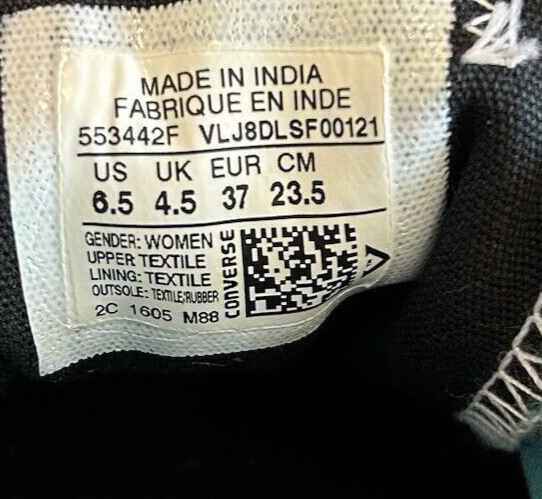 MADE IN INDIA
FABRIQUE EN INDE
553442F VLJ8DLSF00121
US UK EUR CM
6.5 4.5 37 23.5
GENDER: WOMEN
UPPER TEXTILE
LINING: TEXTILE
OUTSOLE: TEXTILE;RUBBER
2C 1605 M88
CONVERSE